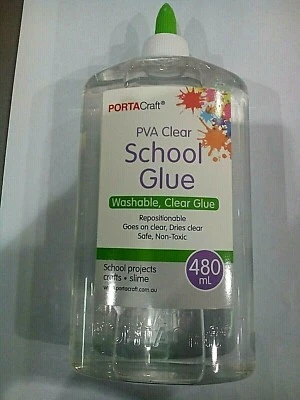 PORTACraft®
PVA Clear
School
Glue
Washable, Clear Glue
Repositionable
Goes on clear, Dries clear
Safe, Non-Toxic
School projects
crafts • slime
www.portacraft.com.au
480
mL